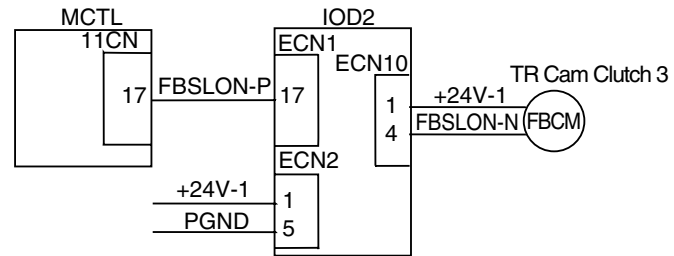 MCTL
IOD2
11CN
ECN1
ECN10
TR Cam Clutch 3
17
FBSLON-P
17
1
+24V-1
4
FBSLON-N
FBCM
ECN2
+24V-1
1
PGND
5